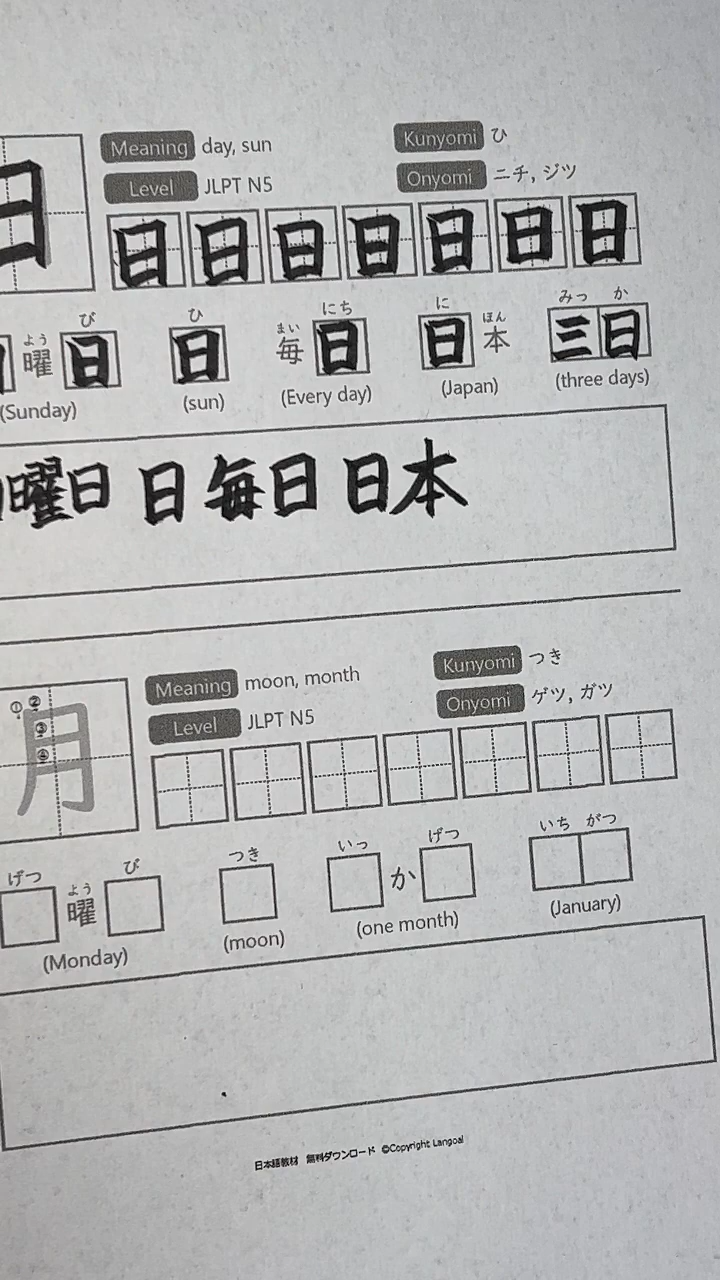 Meaning day, sun Kunyomi ひ
Level JLPT N5 Onyomi ニチ, ジツ
日 日 日 日 日 日 日 日
よう び ひ まい にち に ほん みっ か
曜 日 日 毎 日 日 本 三 日
(Sunday) (sun) (Every day) (Japan) (three days)
曜日 日 毎日 日本
Meaning moon, month Kunyomi つき
Level JLPT N5 Onyomi ゲツ, ガツ
① ② ③ ④ 月
げつ よう び つき いっ げつ いち がつ
曜 か
(Monday) (moon) (one month) (January)
日本語教材 無料ダウンロード ©Copyright Langoal